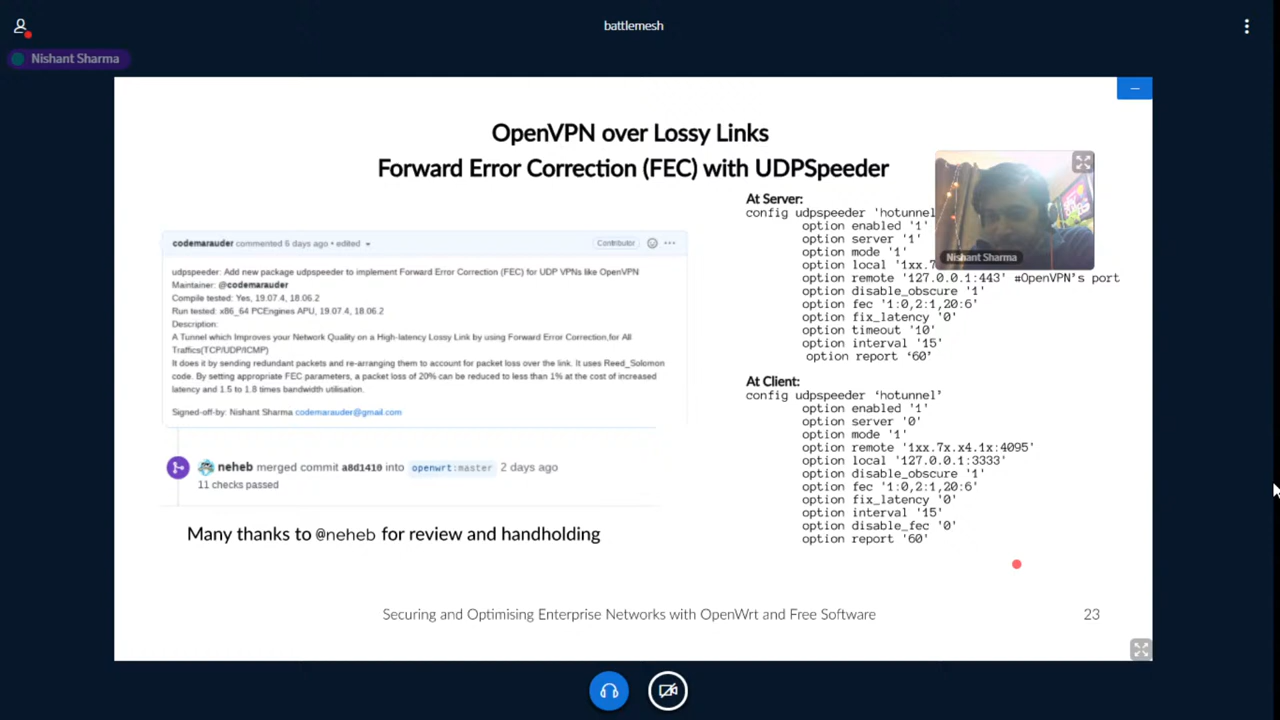 battlemesh
Nishant Sharma
OpenVPN over Lossy Links
Forward Error Correction (FEC) with UDPSpeeder
codemarauder commented 6 days ago • edited
Contributor
udpspeeder: Add new package udpspeeder to implement Forward Error Correction (FEC) for UDP VPNs like OpenVPN
Maintainer: @codemarauder
Compile tested: Yes, 19.07.4, 18.06.2
Run tested: x86_64 PCEngines APU, 19.07.4, 18.06.2
Description:
A Tunnel which Improves your Network Quality on a High-latency Lossy Link by using Forward Error Correction,for All
Traffics(TCP/UDP/ICMP)
It does it by sending redundant packets and re-arranging them to account for packet loss over the link. It uses Reed_Solomon
code. By setting appropriate FEC parameters, a packet loss of 20% can be reduced to less than 1% at the cost of increased
latency and 1.5 to 1.8 times bandwidth utilisation.
Signed-off-by: Nishant Sharma codemarauder@gmail.com
neheb merged commit a8d1410 into openwrt:master 2 days ago
11 checks passed
Many thanks to @neheb for review and handholding
At Server:
config udpspeeder 'hotunnel
option enabled '1'
option server '1'
option mode '1'
option local '1xx.7
option remote '127.0.0.1:443' #OpenVPN's port
option disable_obscure '1'
option fec '1:0,2:1,20:6'
option fix_latency '0'
option timeout '10'
option interval '15'
option report ‘60’
Nishant Sharma
At Client:
config udpspeeder ‘hotunnel’
option enabled '1'
option server '0'
option mode '1'
option remote '1xx.7x.x4.1x:4095'
option local '127.0.0.1:3333'
option disable_obscure '1'
option fec '1:0,2:1,20:6'
option fix_latency '0'
option interval '15'
option disable_fec '0'
option report '60'
Securing and Optimising Enterprise Networks with OpenWrt and Free Software
23